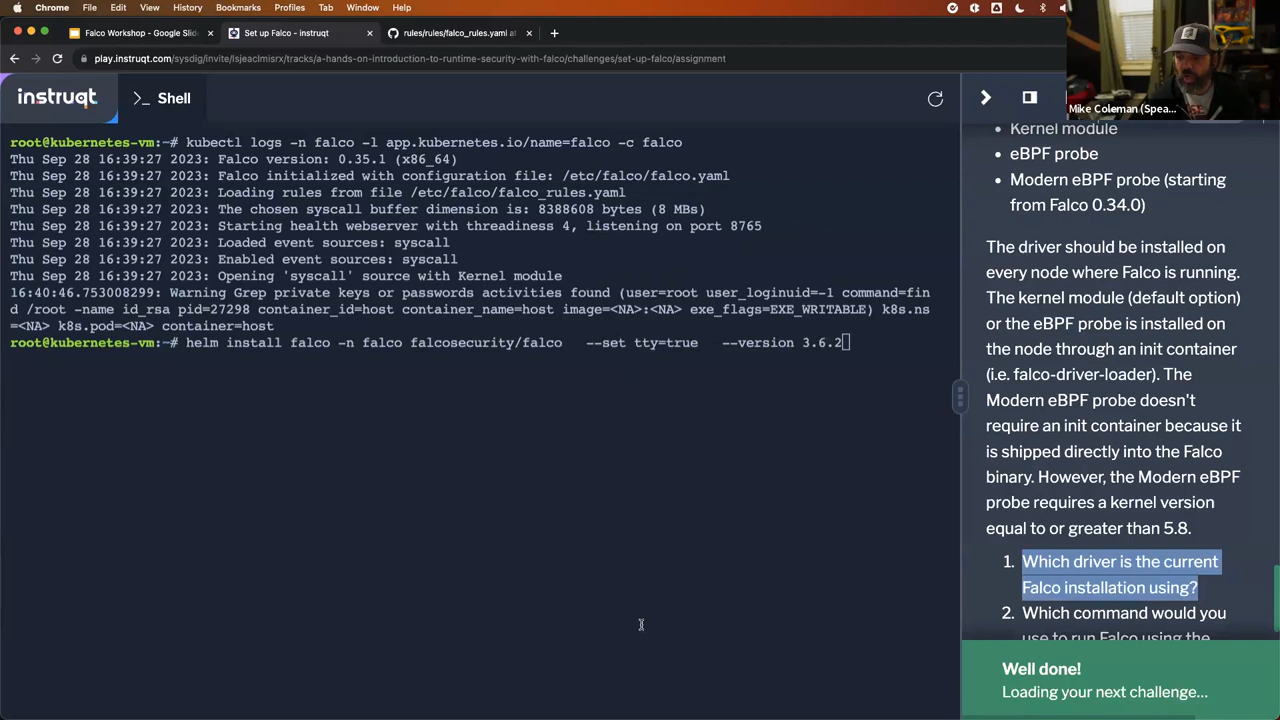 Chrome File Edit View History Bookmarks Profiles Tab Window Help
Falco Workshop - Google Slid
Set up Falco - instruqt
rules/rules/falco_rules.yaml at
play.instruqt.com/sysdig/invite/lsjeaclmisrx/tracks/a-hands-on-introduction-to-runtime-security-with-falco/challenges/set-up-falco/assignment
Mike Coleman (Spea...
instruqt
>_ Shell
root@kubernetes-vm:~# kubectl logs -n falco -l app.kubernetes.io/name=falco -c falco
Thu Sep 28 16:39:27 2023: Falco version: 0.35.1 (x86_64)
Thu Sep 28 16:39:27 2023: Falco initialized with configuration file: /etc/falco/falco.yaml
Thu Sep 28 16:39:27 2023: Loading rules from file /etc/falco/falco_rules.yaml
Thu Sep 28 16:39:27 2023: The chosen syscall buffer dimension is: 8388608 bytes (8 MBs)
Thu Sep 28 16:39:27 2023: Starting health webserver with threadiness 4, listening on port 8765
Thu Sep 28 16:39:27 2023: Loaded event sources: syscall
Thu Sep 28 16:39:27 2023: Enabled event sources: syscall
Thu Sep 28 16:39:27 2023: Opening 'syscall' source with Kernel module
16:40:46.753008299: Warning Grep private keys or passwords activities found (user=root user_loginuid=-1 command=fin
d /root -name id_rsa pid=27298 container_id=host container_name=host image=<NA>:<NA> exe_flags=EXE_WRITABLE) k8s.ns
=<NA> k8s.pod=<NA> container=host
root@kubernetes-vm:~# helm install falco -n falco falcosecurity/falco   --set tty=true   --version 3.6.2
• Kernel module
• eBPF probe
• Modern eBPF probe (starting
from Falco 0.34.0)
The driver should be installed on
every node where Falco is running.
The kernel module (default option)
or the eBPF probe is installed on
the node through an init container
(i.e. falco-driver-loader). The
Modern eBPF probe doesn't
require an init container because it
is shipped directly into the Falco
binary. However, the Modern eBPF
probe requires a kernel version
equal to or greater than 5.8.
1. Which driver is the current
Falco installation using?
2. Which command would you
use to run Falco using the
Well done!
Loading your next challenge...